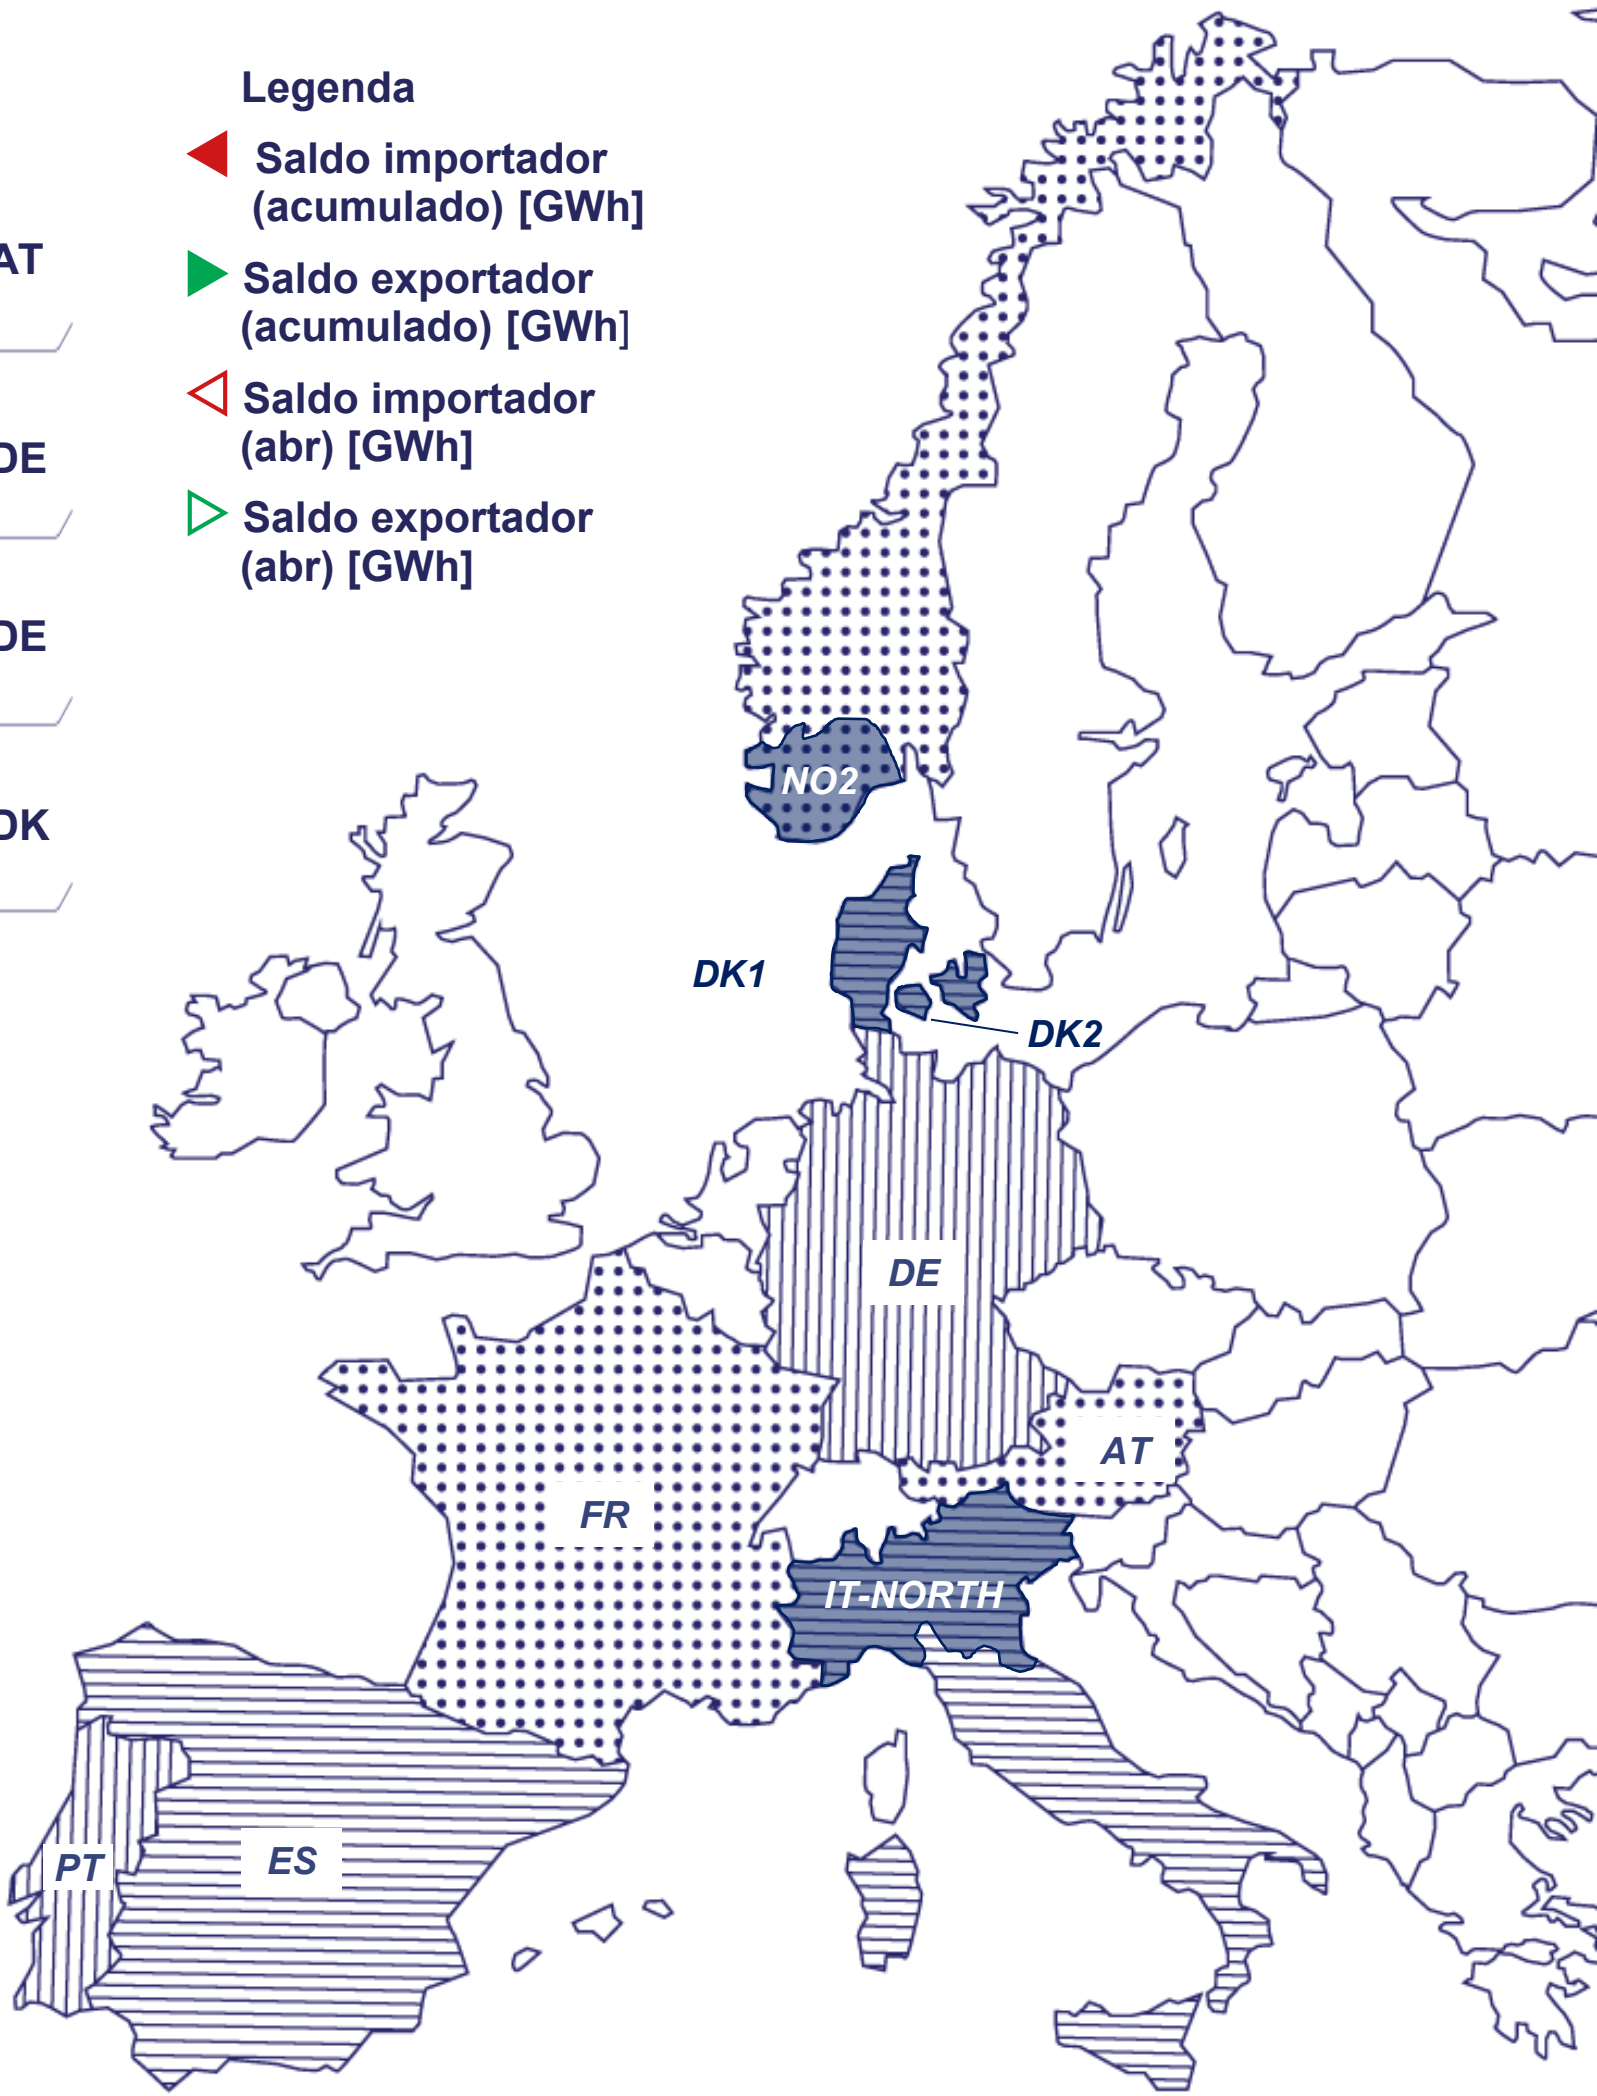 Legenda
Saldo importador
(acumulado) [GWh]
Saldo exportador
(acumulado) [GWh]
Saldo importador
(abr) [GWh]
Saldo exportador
(abr) [GWh]
AT
DE
DE
DK
NO2
DK1
DK2
DE
AT
FR
IT-NORTH
PT
ES